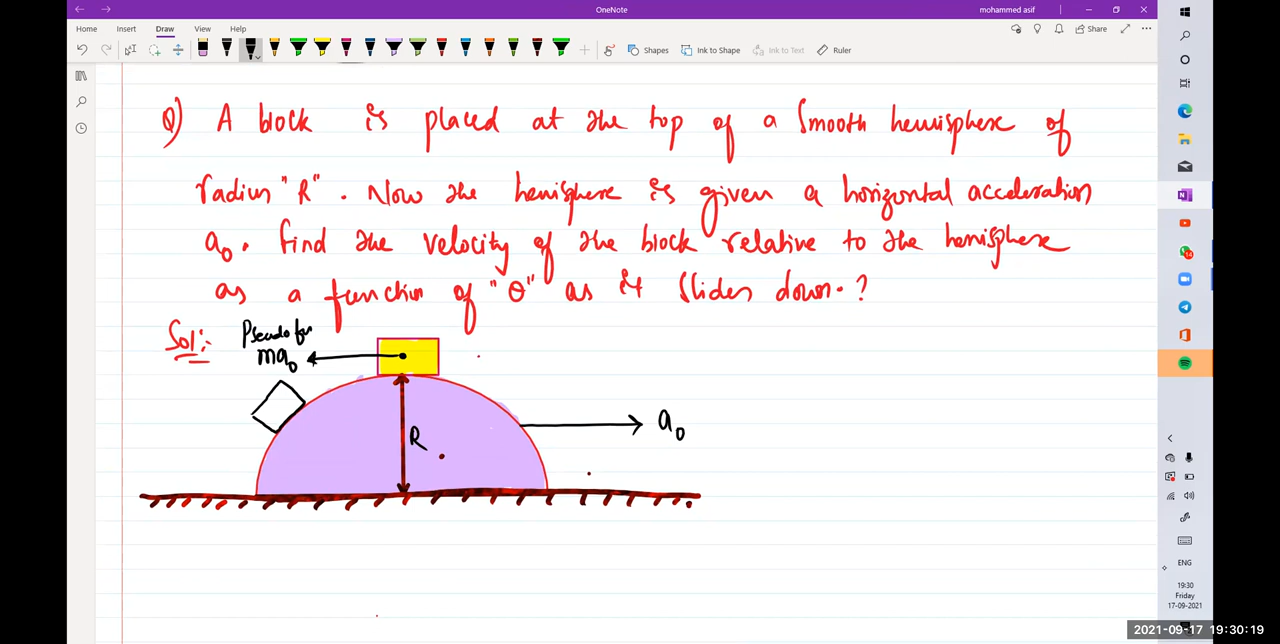 OneNote
mohammed asif
Home Insert Draw View Help
Share
Shapes Ink to Shape Ink to Text Ruler
Q) A block is placed at the top of a smooth hemisphere of
radius "R". Now the hemisphere is given a horizontal acceleration
a₀. Find the velocity of the block relative to the hemisphere
as a function of "θ" as it slides down.?
Sol:
Pseudo for
ma₀
a₀
R
ENG
19:30
Friday
17-09-2021
2021-09-17 19:30:19